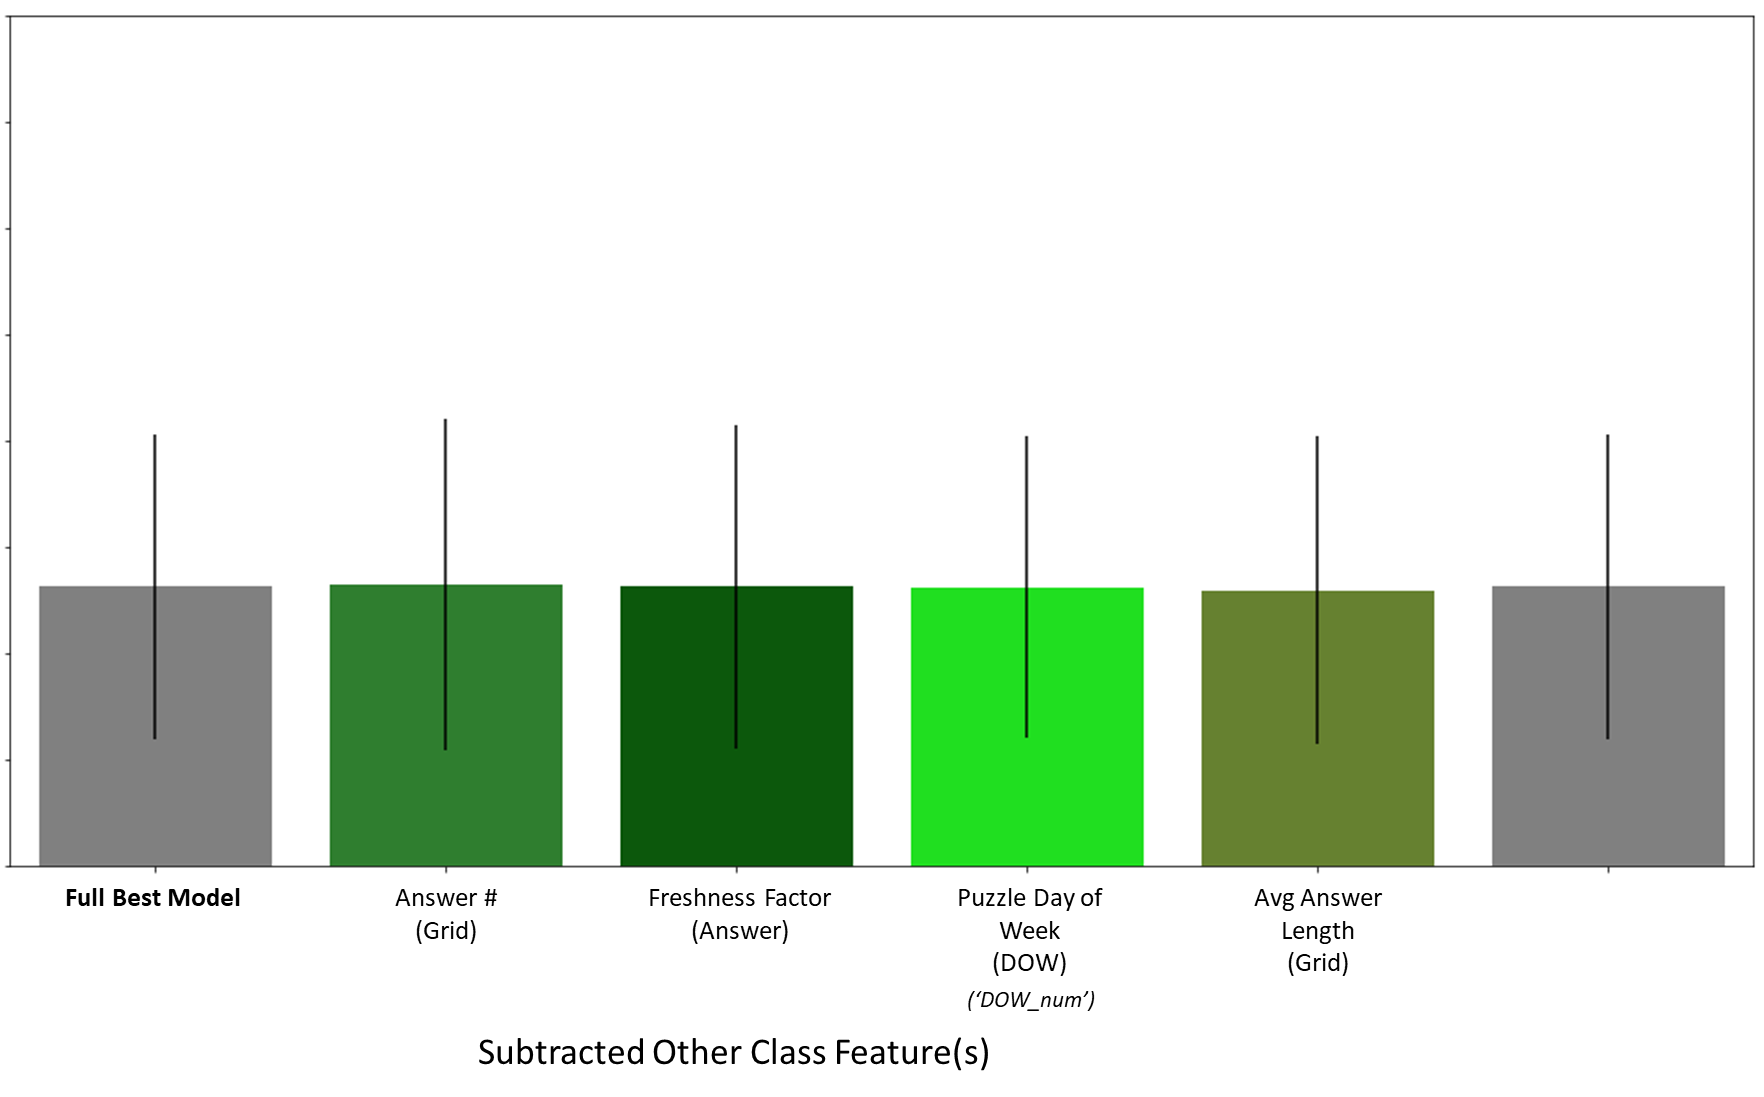 Full Best Model
Answer #
(Grid)
Freshness Factor
(Answer)
Puzzle Day of
Week
(DOW)
(‘DOW_num’)
Avg Answer
Length
(Grid)
Subtracted Other Class Feature(s)